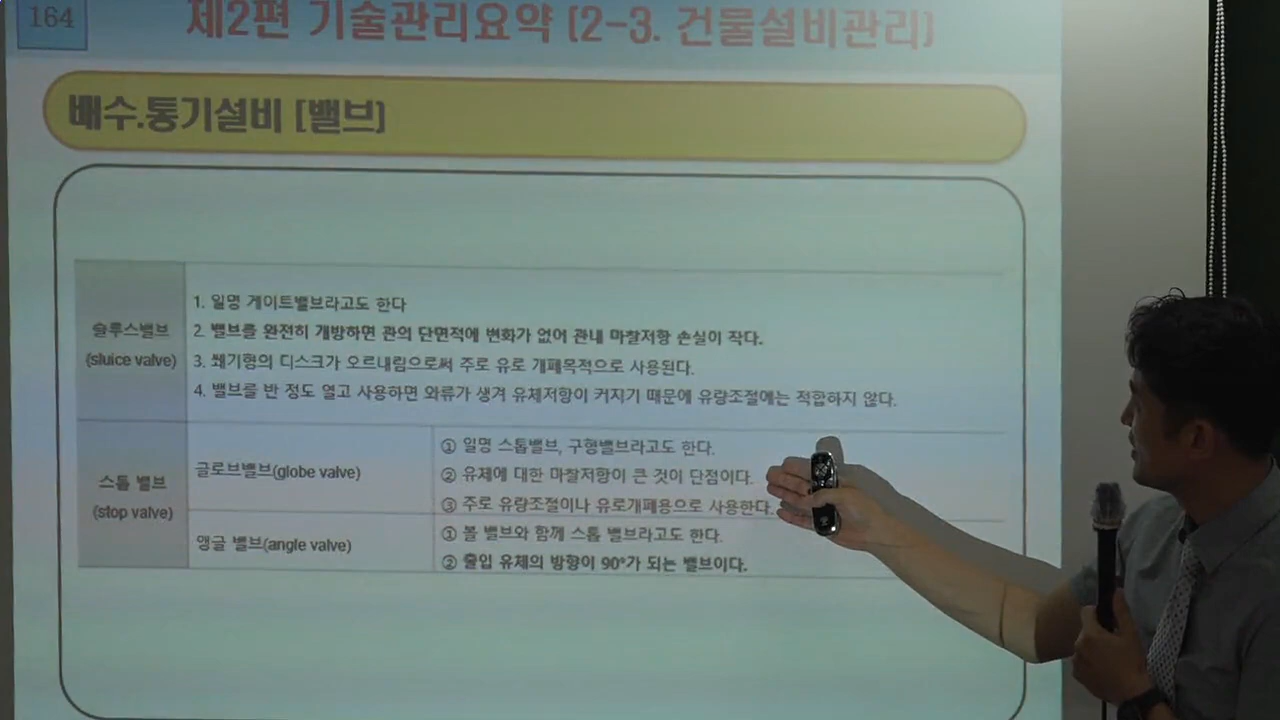 164
제2편 기술관리요약 [2-3. 건물설비관리]
배수.통기설비 [밸브]
슬루스밸브
(sluice valve)
1. 일명 게이트밸브라고도 한다
2. 밸브를 완전히 개방하면 관의 단면적에 변화가 없어 관내 마찰저항 손실이 작다.
3. 쐐기형의 디스크가 오르내림으로써 주로 유로 개폐목적으로 사용된다.
4. 밸브를 반 정도 열고 사용하면 와류가 생겨 유체저항이 커지기 때문에 유량조절에는 적합하지 않다.
스톱 밸브
(stop valve)
글로브밸브(globe valve)
① 일명 스톱밸브, 구형밸브라고도 한다.
② 유체에 대한 마찰저항이 큰 것이 단점이다.
③ 주로 유량조절이나 유로개폐용으로 사용한다.
앵글 밸브(angle valve)
① 볼 밸브와 함께 스톱 밸브라고도 한다.
② 출입 유체의 방향이 90°가 되는 밸브이다.